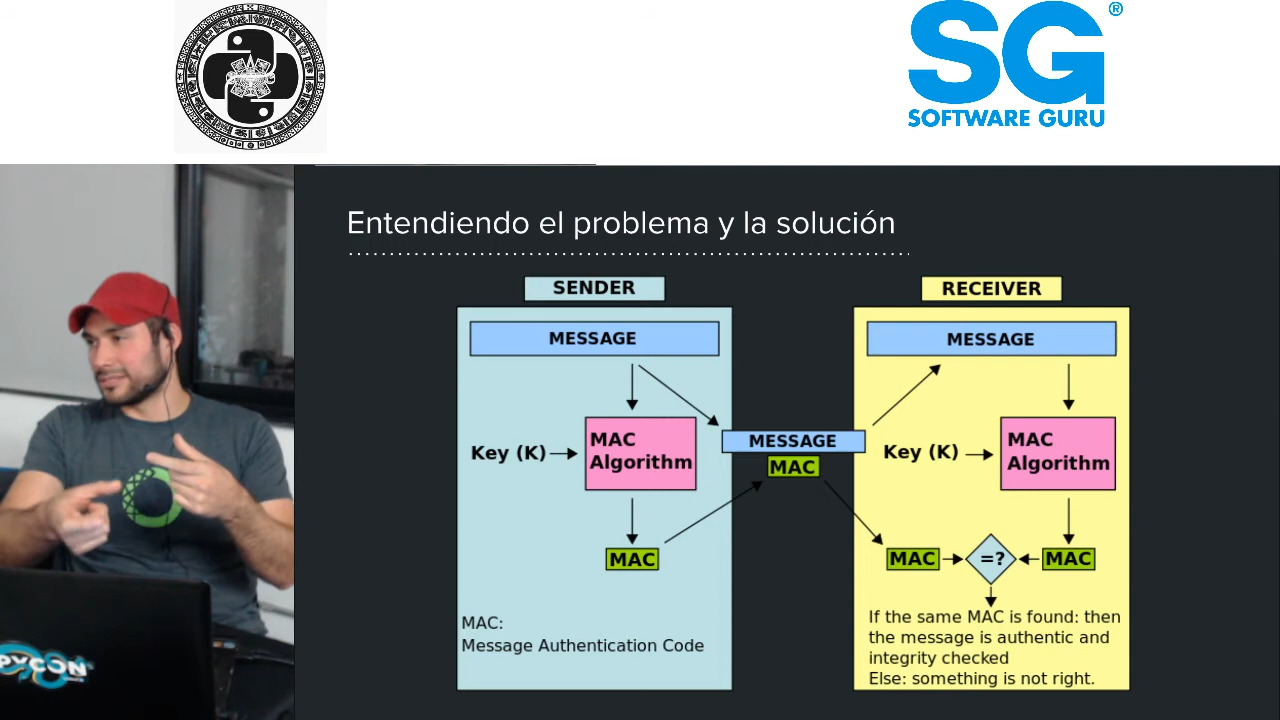 SG®
SOFTWARE GURU
Entendiendo el problema y la solución
SENDER
MESSAGE
Key (K)
MAC
Algorithm
MAC
MAC:
Message Authentication Code
MESSAGE
MAC
RECEIVER
MESSAGE
Key (K)
MAC
Algorithm
MAC
=?
MAC
If the same MAC is found: then
the message is authentic and
integrity checked
Else: something is not right.
PYCON